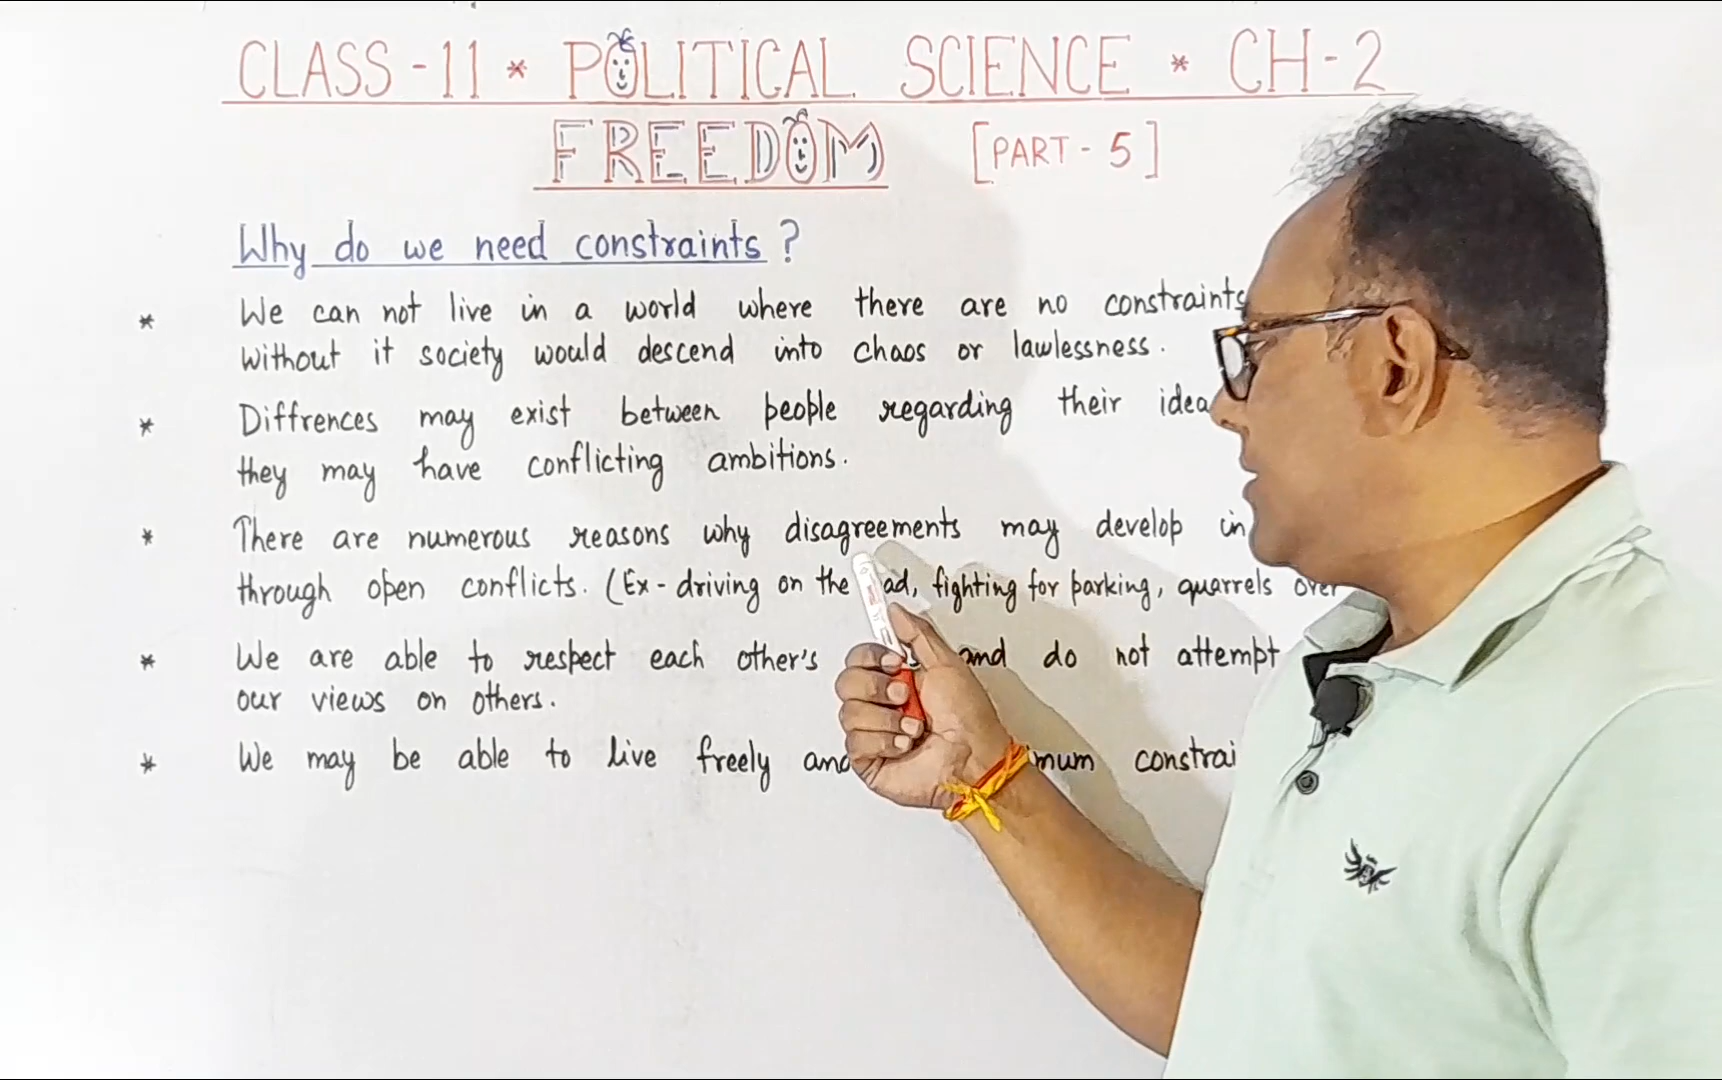 CLASS - 11 * POLITICAL SCIENCE * CH - 2
FREEDOM [PART - 5]
Why do we need constraints ?
* We can not live in a world where there are no constraints
without it society would descend into chaos or lawlessness.
* Diffrences may exist between people regarding their idea
they may have conflicting ambitions.
* There are numerous reasons why disagreements may develop in
through open conflicts. (Ex - driving on the ad, fighting for parking, quarrels over
* We are able to respect each other's and do not attempt
our views on others.
* We may be able to live freely and mum constrai